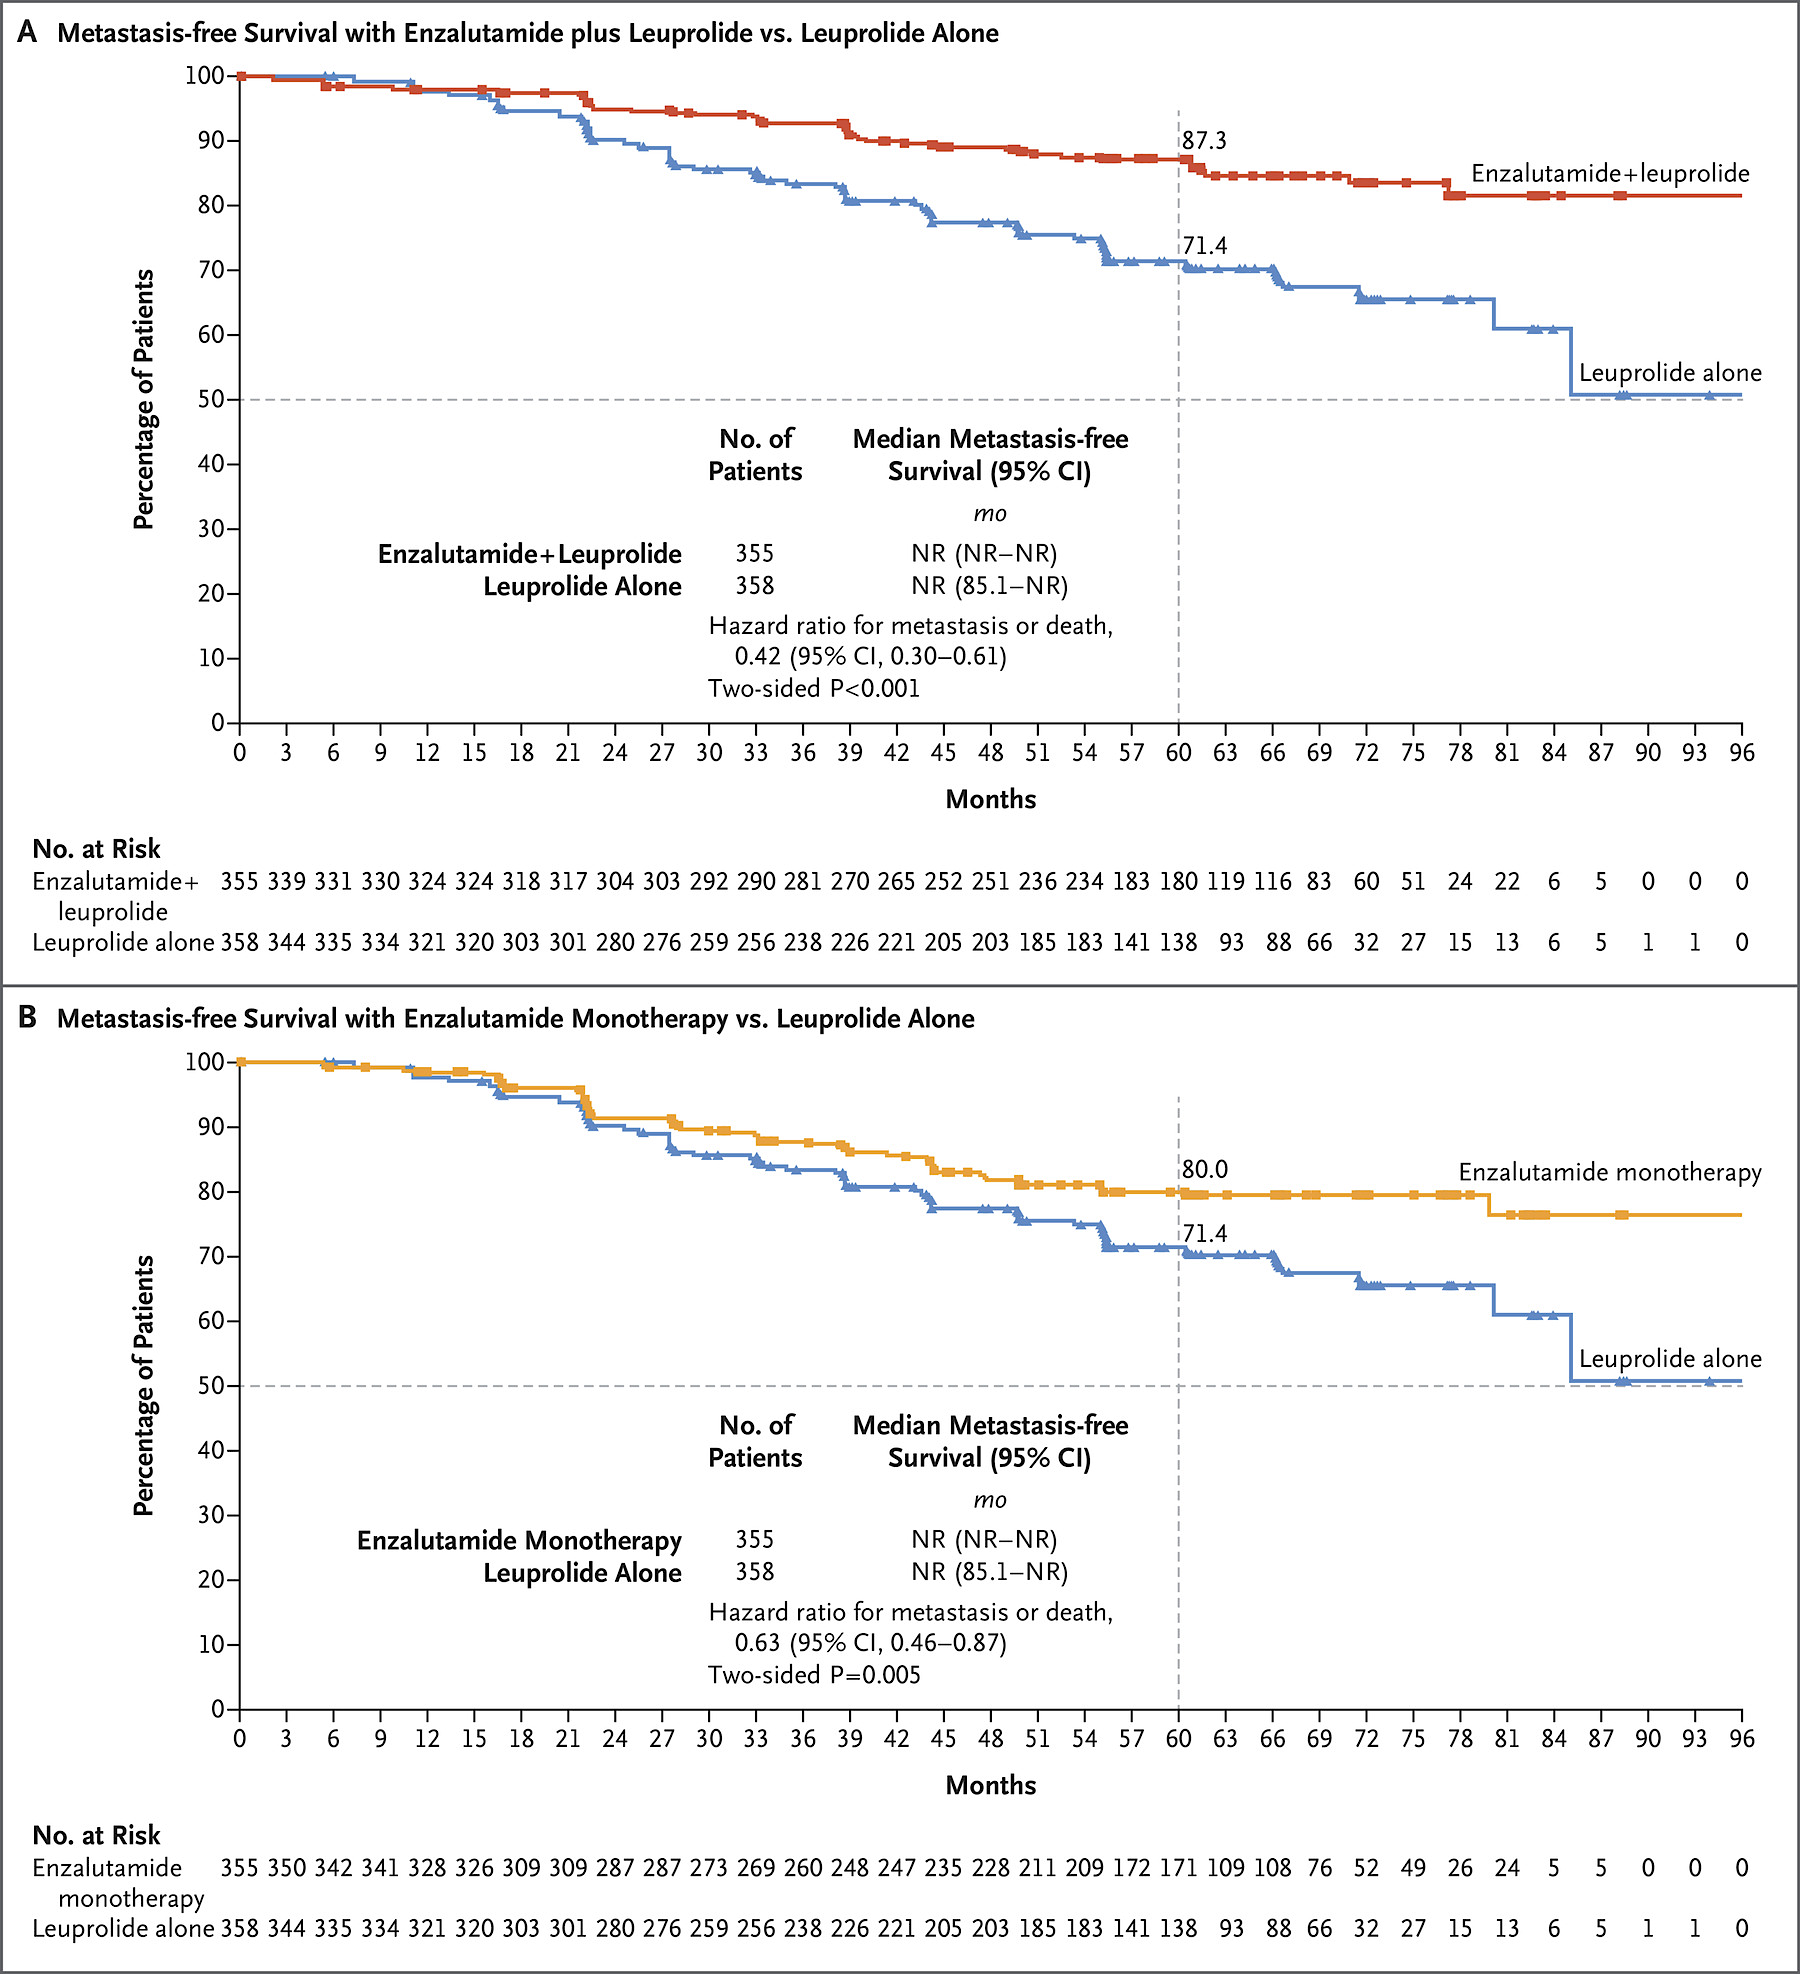 A Metastasis-free Survival with Enzalutamide plus Leuprolide vs. Leuprolide Alone
100
90
80
70
60
50
40
30
20
10
0
Percentage of Patients
87.3
71.4
Enzalutamide+leuprolide
Leuprolide alone
No. of Patients
Median Metastasis-free Survival (95% CI)
mo
Enzalutamide+Leuprolide 355 NR (NR–NR)
Leuprolide Alone 358 NR (85.1–NR)
Hazard ratio for metastasis or death,
0.42 (95% CI, 0.30–0.61)
Two-sided P<0.001
0 3 6 9 12 15 18 21 24 27 30 33 36 39 42 45 48 51 54 57 60 63 66 69 72 75 78 81 84 87 90 93 96
Months
No. at Risk
Enzalutamide+ 355 339 331 330 324 324 318 317 304 303 292 290 281 270 265 252 251 236 234 183 180 119 116 83 60 51 24 22 6 5 0 0 0
leuprolide
Leuprolide alone 358 344 335 334 321 320 303 301 280 276 259 256 238 226 221 205 203 185 183 141 138 93 88 66 32 27 15 13 6 5 1 1 0
B Metastasis-free Survival with Enzalutamide Monotherapy vs. Leuprolide Alone
100
90
80
70
60
50
40
30
20
10
0
Percentage of Patients
80.0
71.4
Enzalutamide monotherapy
Leuprolide alone
No. of Patients
Median Metastasis-free Survival (95% CI)
mo
Enzalutamide Monotherapy 355 NR (NR–NR)
Leuprolide Alone 358 NR (85.1–NR)
Hazard ratio for metastasis or death,
0.63 (95% CI, 0.46–0.87)
Two-sided P=0.005
0 3 6 9 12 15 18 21 24 27 30 33 36 39 42 45 48 51 54 57 60 63 66 69 72 75 78 81 84 87 90 93 96
Months
No. at Risk
Enzalutamide 355 350 342 341 328 326 309 309 287 287 273 269 260 248 247 235 228 211 209 172 171 109 108 76 52 49 26 24 5 5 0 0 0
monotherapy
Leuprolide alone 358 344 335 334 321 320 303 301 280 276 259 256 238 226 221 205 203 185 183 141 138 93 88 66 32 27 15 13 6 5 1 1 0